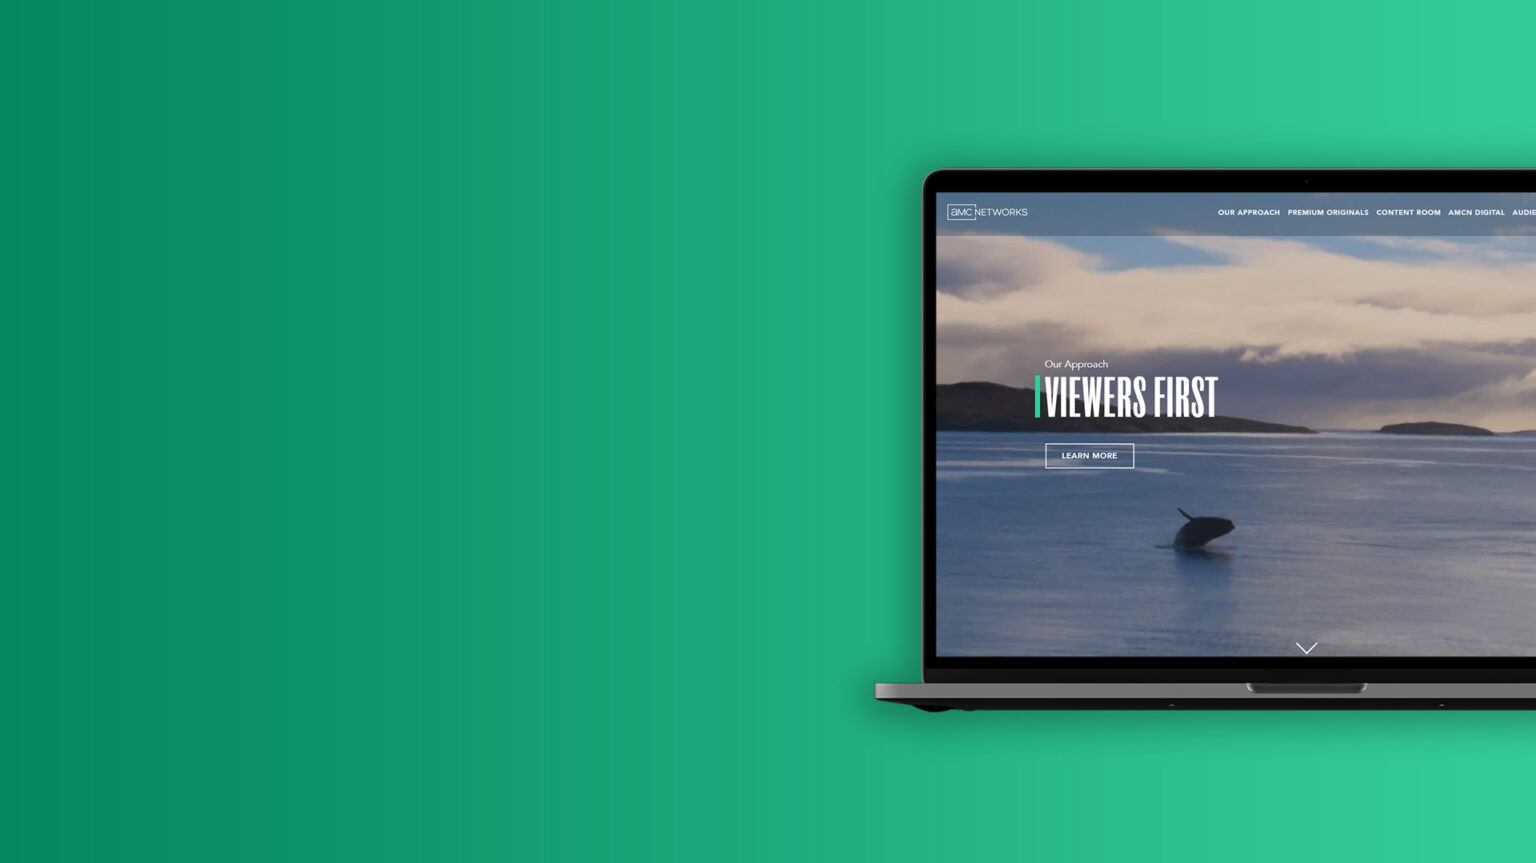 amc NETWORKS
OUR APPROACH PREMIUM ORIGINALS CONTENT ROOM AMCN DIGITAL AUDIE
Our Approach
VIEWERS FIRST
LEARN MORE